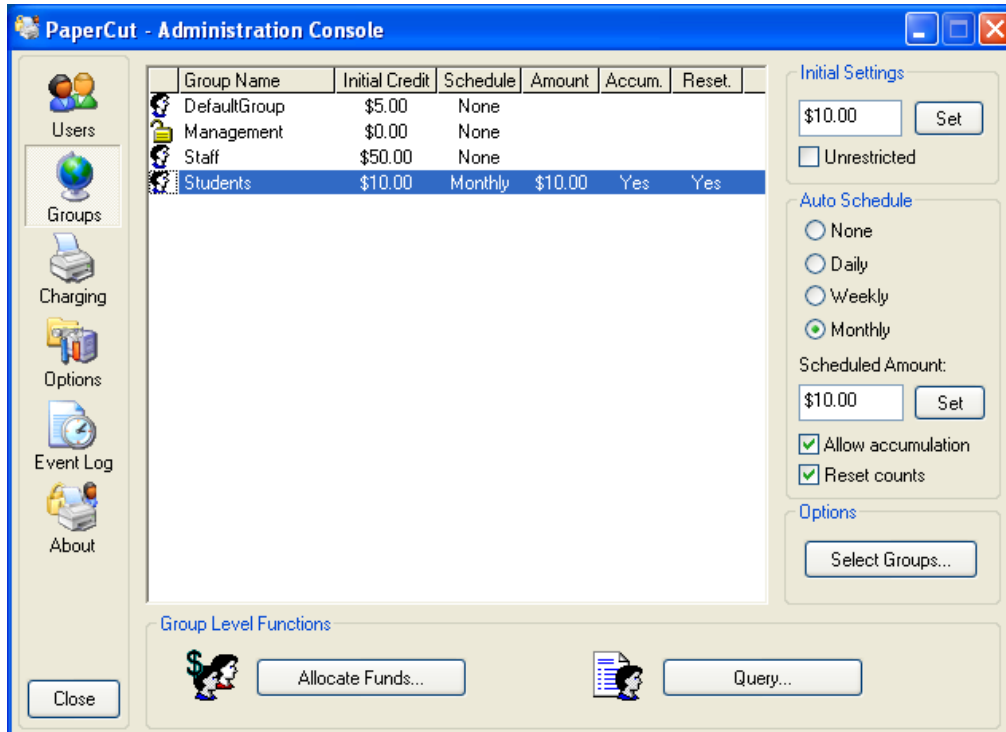 PaperCut - Administration Console
Users
Groups
Charging
Options
Event Log
About
Close
Group Name Initial Credit Schedule Amount Accum. Reset.
DefaultGroup $5.00 None
Management $0.00 None
Staff $50.00 None
Students $10.00 Monthly $10.00 Yes Yes
Initial Settings
$10.00 Set
Unrestricted
Auto Schedule
None
Daily
Weekly
Monthly
Scheduled Amount:
$10.00 Set
Allow accumulation
Reset counts
Options
Select Groups...
Group Level Functions
Allocate Funds... Query...